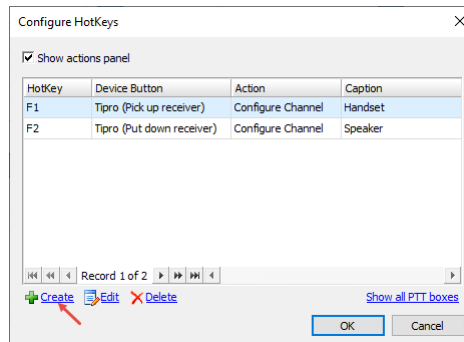 Configure HotKeys
Show actions panel
HotKey Device Button Action Caption
F1 Tipro (Pick up receiver) Configure Channel Handset
F2 Tipro (Put down receiver) Configure Channel Speaker
Record 1 of 2
Create Edit Delete Show all PTT boxes
OK Cancel